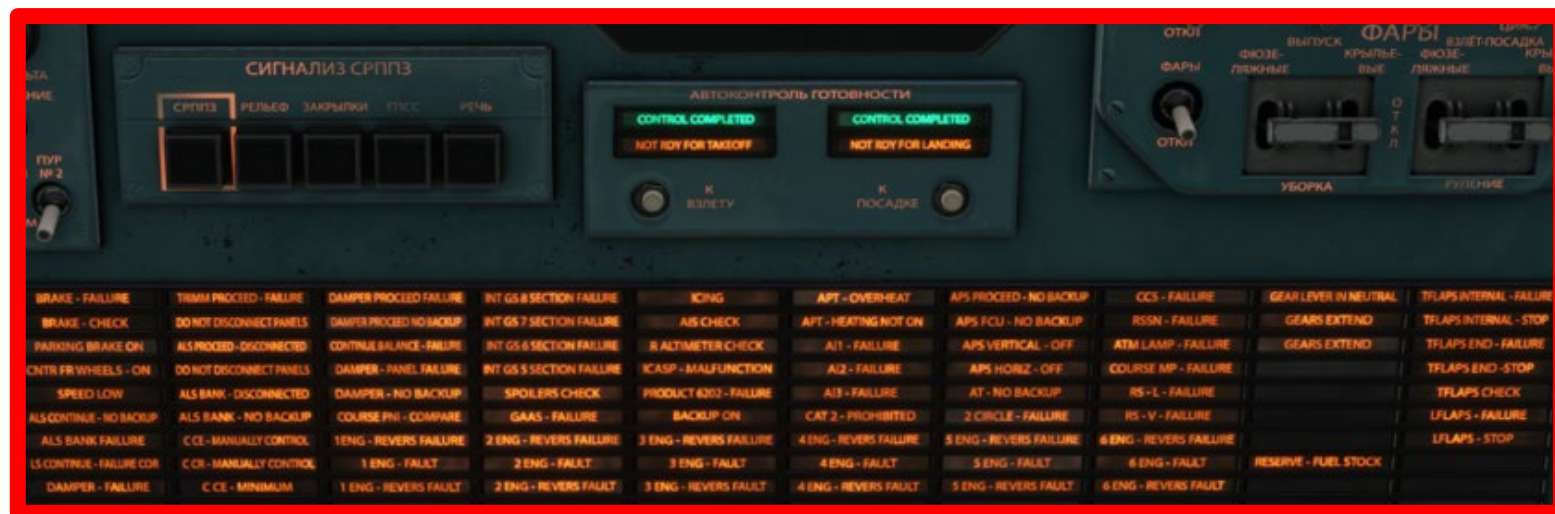 ОТКЛ
ВЫПУСК
ФАРЫ
ВЗЛЁТ-ПОСАДКА
ФЮЗЕ-ЛЯЖНЫЕ
КРЫЛЬЕ-ВЫЕ
ФЮЗЕ-ЛЯЖНЫЕ
ФАРЫ
ОТКЛ
ОТКЛ
УБОРКА
РУЛЕНИЕ
СИГНАЛИЗ СРППЗ
СРППЗ РЕЛЬЕФ ЗАКРЫЛКИ ГЛСС РЕЧЬ
ПУР
№ 2
АВТОКОНТРОЛЬ ГОТОВНОСТИ
CONTROL COMPLETED CONTROL COMPLETED
NOT RDY FOR TAKEOFF NOT RDY FOR LANDING
К ВЗЛЕТУ
К ПОСАДКЕ
BRAKE - FAILURE TRIMM PROCEED - FAILURE DAMPER PROCEED FAILURE INT GS 8 SECTION FAILURE ICING APT - OVERHEAT APS PROCEED - NO BACKUP CCS - FAILURE GEAR LEVER IN NEUTRAL TFLAPS INTERNAL - FAILURE
BRAKE - CHECK DO NOT DISCONNECT PANELS DAMPER PROCEED NO BACKUP INT GS 7 SECTION FAILURE AIS CHECK APT - HEATING NOT ON APS FCU - NO BACKUP RSSN - FAILURE GEARS EXTEND TFLAPS INTERNAL - STOP
PARKING BRAKE ON ALS PROCEED - DISCONNECTED CONTINUE BALANCE - FAILURE INT GS 6 SECTION FAILURE R ALTIMETER CHECK AI1 - FAILURE APS VERTICAL - OFF ATM LAMP - FAILURE GEARS EXTEND TFLAPS END - FAILURE
CNTR FR WHEELS - ON DO NOT DISCONNECT PANELS DAMPER - PANEL FAILURE INT GS 5 SECTION FAILURE ICASP - MALFUNCTION AI2 - FAILURE APS HORIZ - OFF COURSE MP - FAILURE TFLAPS END -STOP
SPEED LOW ALS BANK - DISCONNECTED DAMPER - NO BACKUP SPOILERS CHECK PRODUCT 6202 - FAILURE AI3 - FAILURE AT - NO BACKUP RS - L - FAILURE TFLAPS CHECK
ALS CONTINUE - NO BACKUP ALS BANK - NO BACKUP COURSE PNI - COMPARE GAAS - FAILURE BACKUP ON CAT 2 - PROHIBITED 2 CIRCLE - FAILURE RS - V - FAILURE LFLAPS - FAILURE
ALS BANK FAILURE C CE - MANUALLY CONTROL 1 ENG - REVERS FAILURE 2 ENG - REVERS FAILURE 3 ENG - REVERS FAILURE 4 ENG - REVERS FAILURE 5 ENG - REVERS FAILURE 6 ENG - REVERS FAILURE LFLAPS - STOP
LS CONTINUE - FAILURE COR C CR - MANUALLY CONTROL 1 ENG - FAULT 2 ENG - FAULT 3 ENG - FAULT 4 ENG - FAULT 5 ENG - FAULT 6 ENG - FAULT RESERVE - FUEL STOCK
DAMPER - FAILURE C CE - MINIMUM 1 ENG - REVERS FAULT 2 ENG - REVERS FAULT 3 ENG - REVERS FAULT 4 ENG - REVERS FAULT 5 ENG - REVERS FAULT 6 ENG - REVERS FAULT